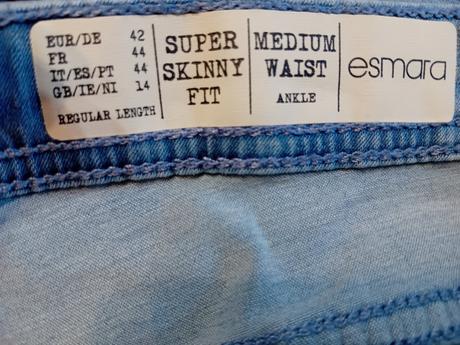 EUR/DE 42
FR 44
IT/ES/PT 44
GB/IE/NI 14
REGULAR LENGTH
SUPER
SKINNY
FIT
MEDIUM
WAIST
ANKLE
esmara